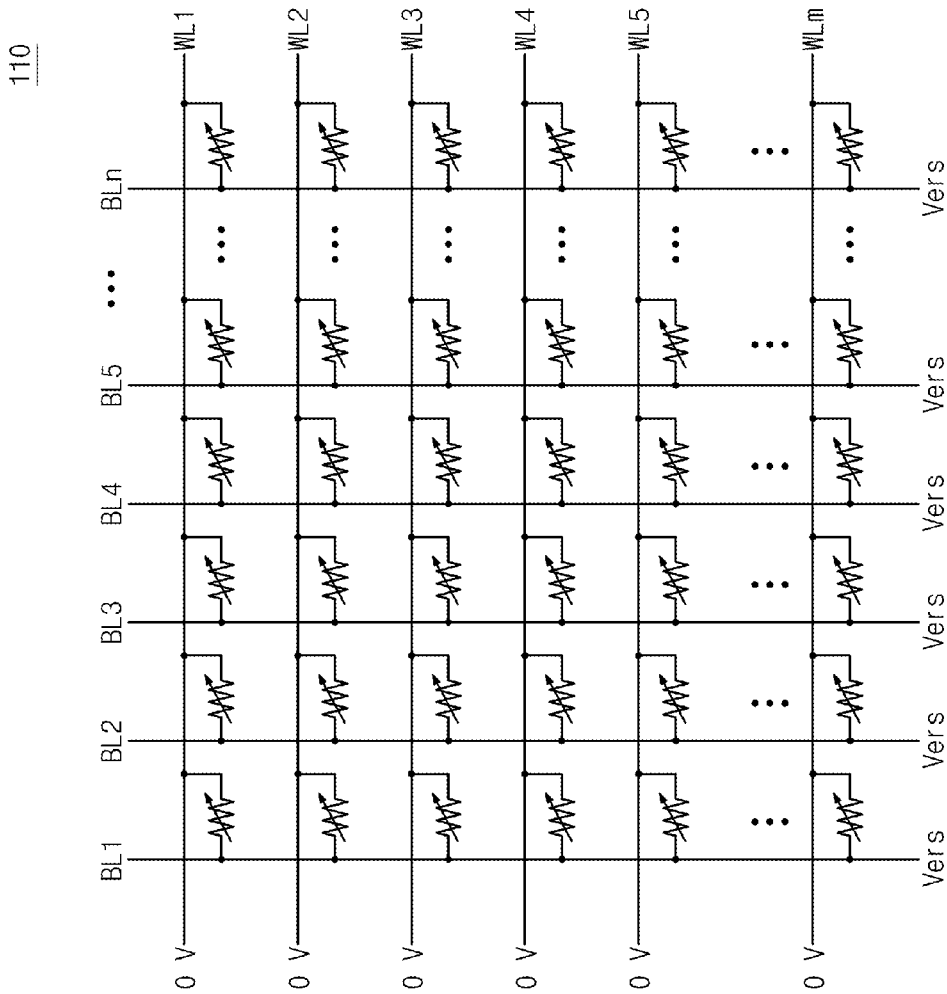 110
BL1 BL2 BL3 BL4 BL5 ••• BLn
0 V WL1
0 V WL2
0 V WL3
0 V WL4
0 V WL5
0 V WLm
Vers Vers Vers Vers Vers Vers